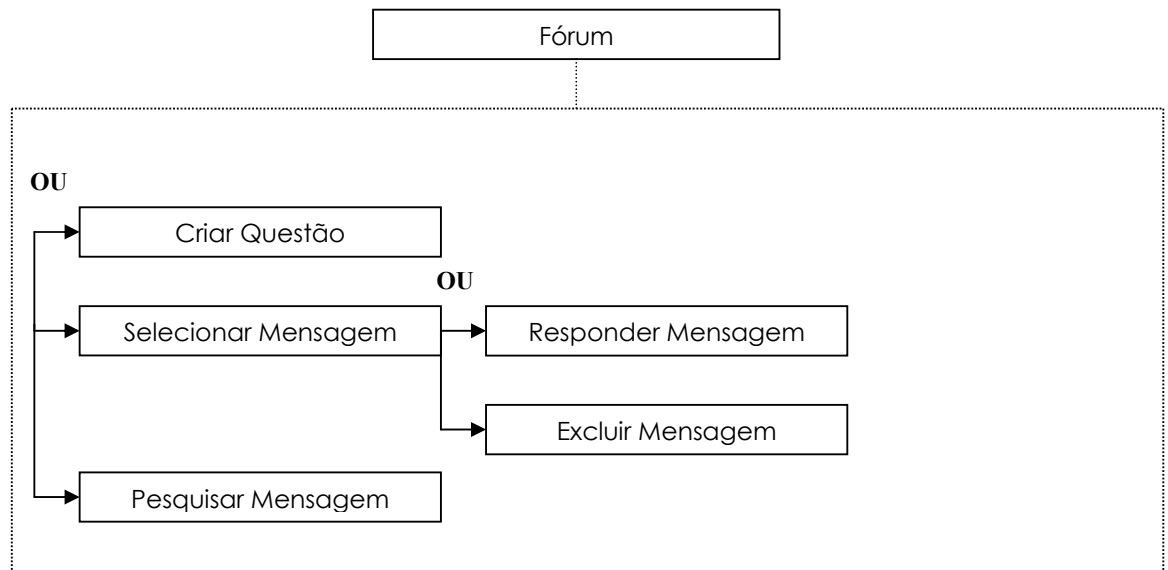 Fórum
OU
Criar Questão
OU
Selecionar Mensagem
Responder Mensagem
Excluir Mensagem
Pesquisar Mensagem